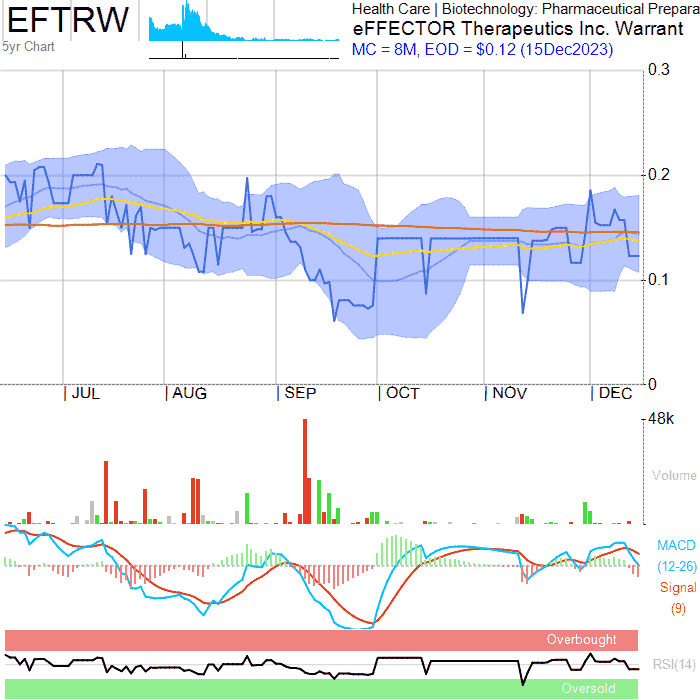 EFTRW
5yr Chart
Health Care | Biotechnology: Pharmaceutical Prepara
eFFECTOR Therapeutics Inc. Warrant
MC = 8M, EOD = $0.12 (15Dec2023)
0.3
0.2
0.1
0
JUL AUG SEP OCT NOV DEC
48k
Volume
MACD
(12-26)
Signal
(9)
Overbought
RSI(14)
Oversold